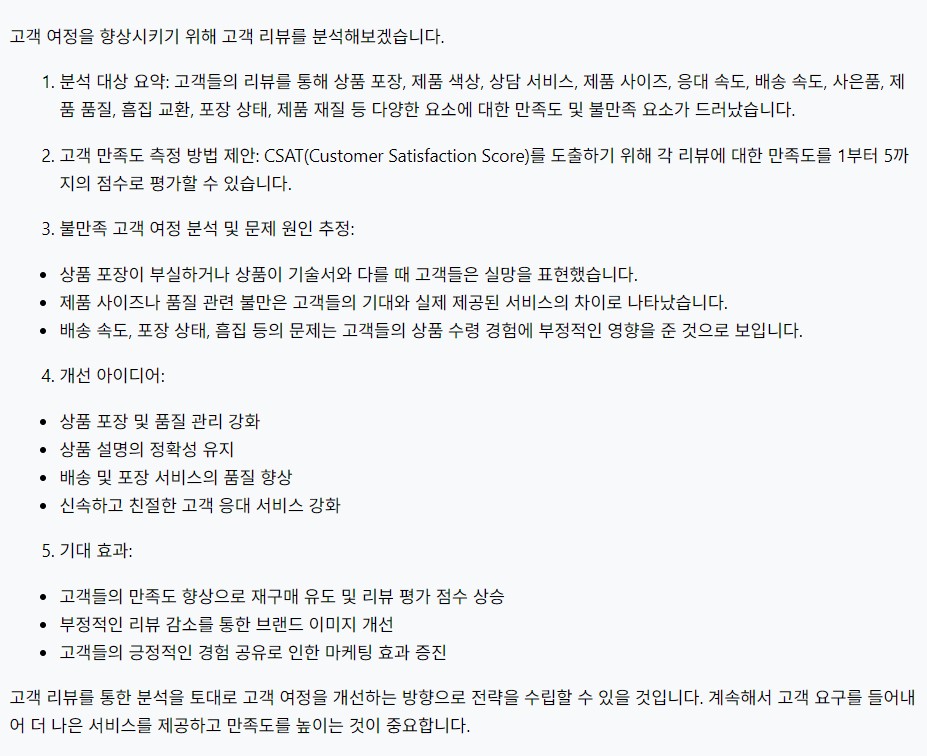 고객 여정을 향상시키기 위해 고객 리뷰를 분석해보겠습니다.
1. 분석 대상 요약: 고객들의 리뷰를 통해 상품 포장, 제품 색상, 상담 서비스, 제품 사이즈, 응대 속도, 배송 속도, 사은품, 제
품 품질, 흠집 교환, 포장 상태, 제품 재질 등 다양한 요소에 대한 만족도 및 불만족 요소가 드러났습니다.
2. 고객 만족도 측정 방법 제안: CSAT(Customer Satisfaction Score)를 도출하기 위해 각 리뷰에 대한 만족도를 1부터 5까
지의 점수로 평가할 수 있습니다.
3. 불만족 고객 여정 분석 및 문제 원인 추정:
• 상품 포장이 부실하거나 상품이 기술서와 다를 때 고객들은 실망을 표현했습니다.
• 제품 사이즈나 품질 관련 불만은 고객들의 기대와 실제 제공된 서비스의 차이로 나타났습니다.
• 배송 속도, 포장 상태, 흠집 등의 문제는 고객들의 상품 수령 경험에 부정적인 영향을 준 것으로 보입니다.
4. 개선 아이디어:
• 상품 포장 및 품질 관리 강화
• 상품 설명의 정확성 유지
• 배송 및 포장 서비스의 품질 향상
• 신속하고 친절한 고객 응대 서비스 강화
5. 기대 효과:
• 고객들의 만족도 향상으로 재구매 유도 및 리뷰 평가 점수 상승
• 부정적인 리뷰 감소를 통한 브랜드 이미지 개선
• 고객들의 긍정적인 경험 공유로 인한 마케팅 효과 증진
고객 리뷰를 통한 분석을 토대로 고객 여정을 개선하는 방향으로 전략을 수립할 수 있을 것입니다. 계속해서 고객 요구를 들어내
어 더 나은 서비스를 제공하고 만족도를 높이는 것이 중요합니다.